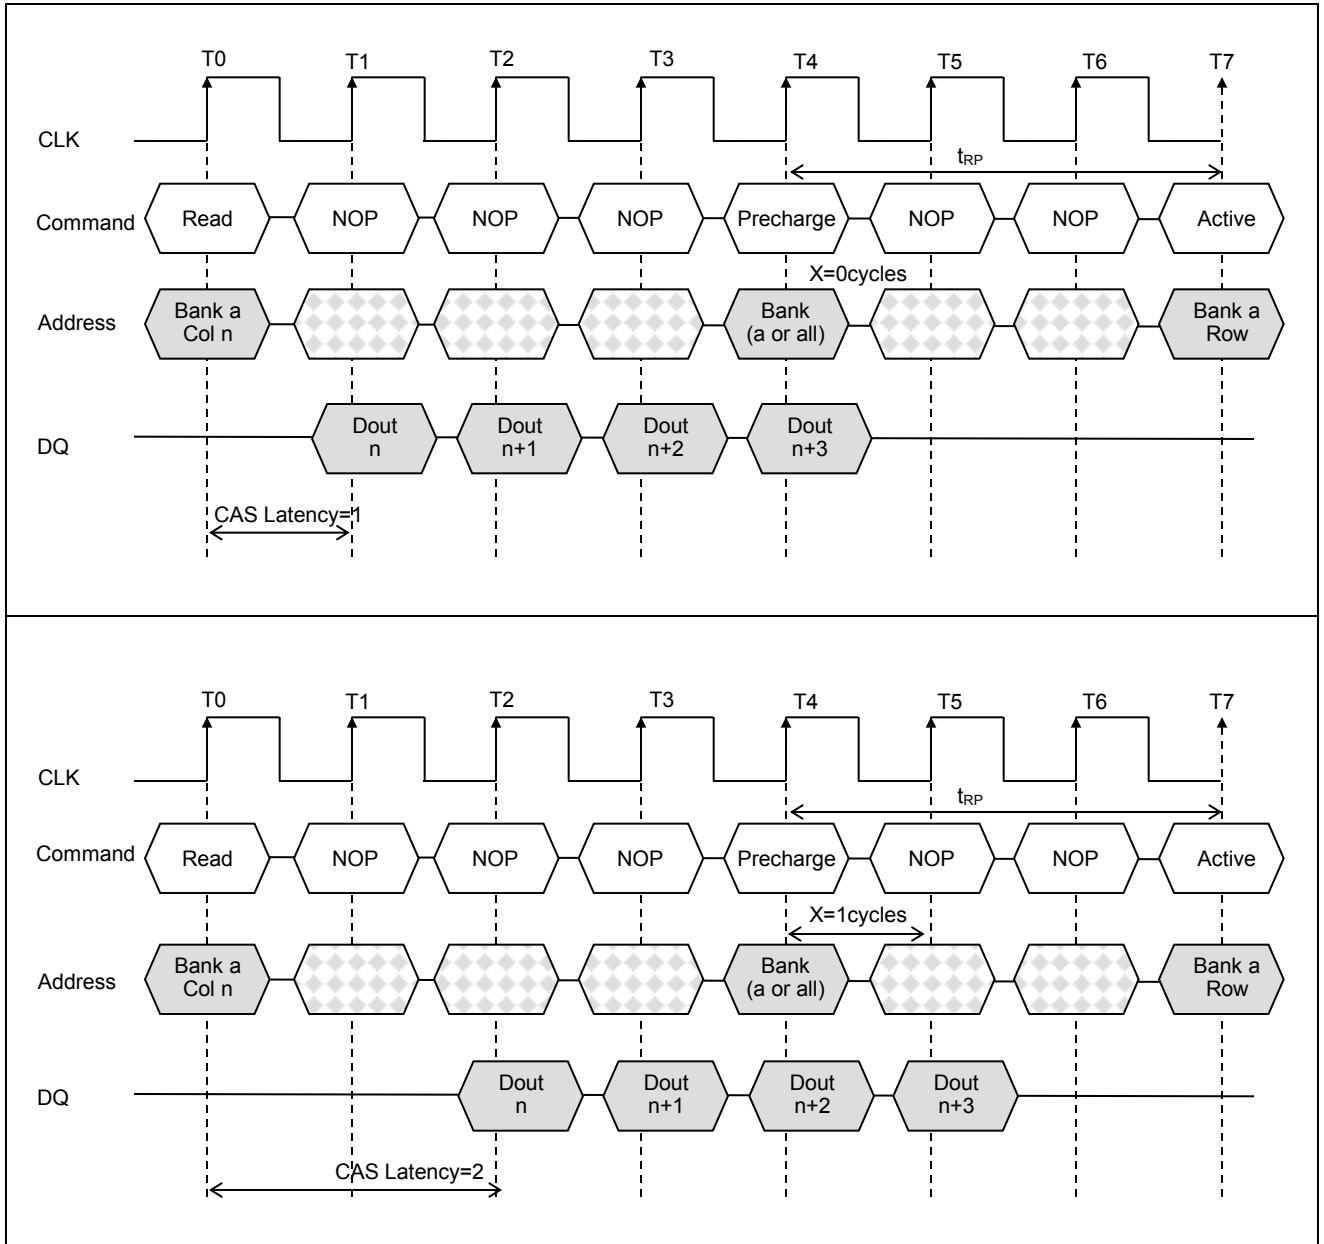 T0 T1 T2 T3 T4 T5 T6 T7
CLK
tRP
Command Read NOP NOP NOP Precharge NOP NOP Active
X=0cycles
Address Bank a Bank Bank a
Col n (a or all) Row
DQ Dout Dout Dout Dout
n n+1 n+2 n+3
CAS Latency=1
T0 T1 T2 T3 T4 T5 T6 T7
CLK
tRP
Command Read NOP NOP NOP Precharge NOP NOP Active
X=1cycles
Address Bank a Bank Bank a
Col n (a or all) Row
DQ Dout Dout Dout Dout
n n+1 n+2 n+3
CAS Latency=2